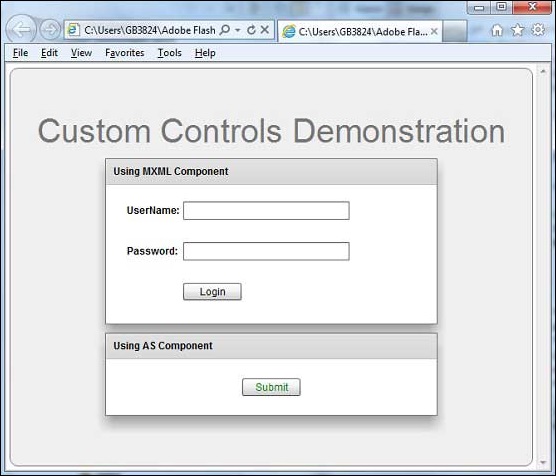 C:\Users\GB3824\Adobe Flash
C:\Users\GB3824\Adobe Fla...
File Edit View Favorites Tools Help
Custom Controls Demonstration
Using MXML Component
UserName:
Password:
Login
Using AS Component
Submit